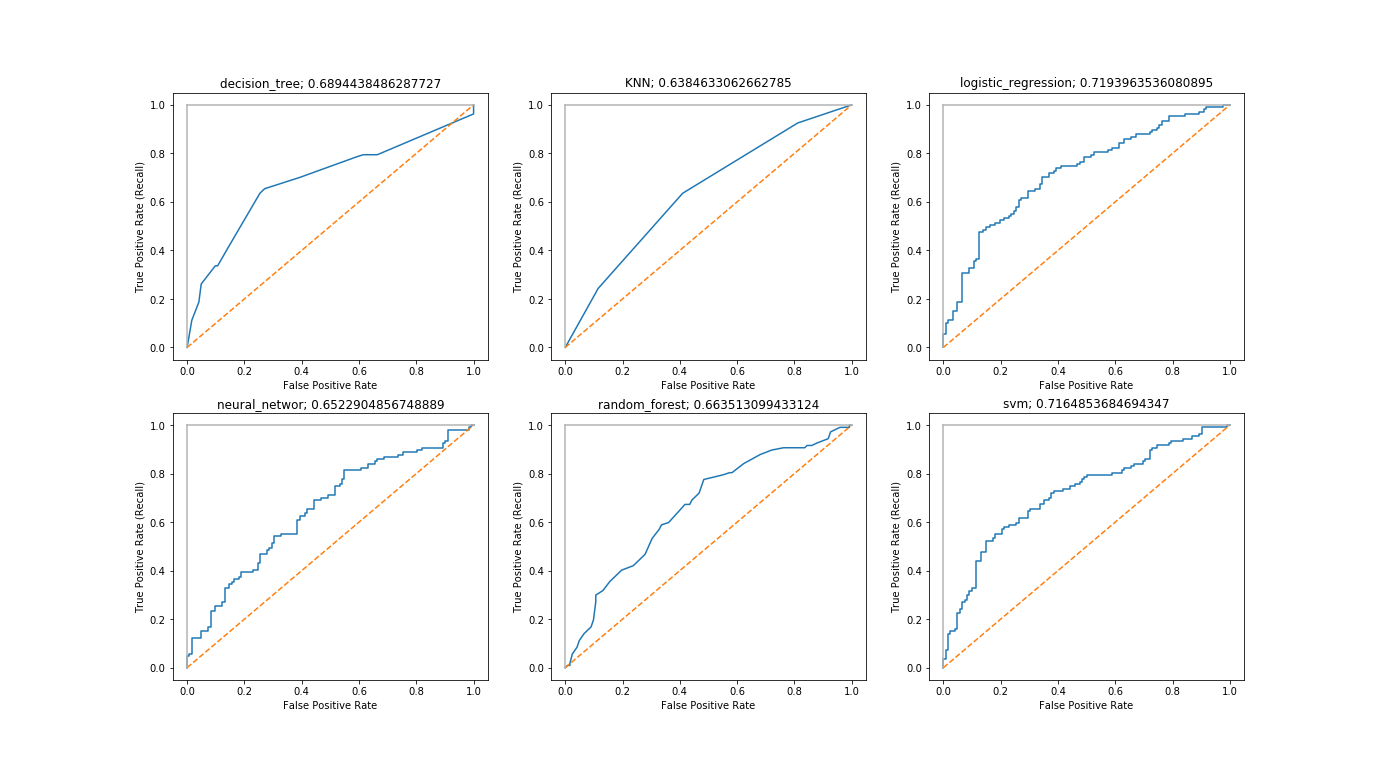 decision_tree; 0.6894438486287727
1.0
0.8
0.6
0.4
0.2
0.0
True Positive Rate (Recall)
0.0 0.2 0.4 0.6 0.8 1.0
False Positive Rate
KNN; 0.6384633062662785
1.0
0.8
0.6
0.4
0.2
0.0
True Positive Rate (Recall)
0.0 0.2 0.4 0.6 0.8 1.0
False Positive Rate
logistic_regression; 0.7193963536080895
1.0
0.8
0.6
0.4
0.2
0.0
True Positive Rate (Recall)
0.0 0.2 0.4 0.6 0.8 1.0
False Positive Rate
neural_networ; 0.6522904856748889
1.0
0.8
0.6
0.4
0.2
0.0
True Positive Rate (Recall)
0.0 0.2 0.4 0.6 0.8 1.0
False Positive Rate
random_forest; 0.663513099433124
1.0
0.8
0.6
0.4
0.2
0.0
True Positive Rate (Recall)
0.0 0.2 0.4 0.6 0.8 1.0
False Positive Rate
svm; 0.7164853684694347
1.0
0.8
0.6
0.4
0.2
0.0
True Positive Rate (Recall)
0.0 0.2 0.4 0.6 0.8 1.0
False Positive Rate